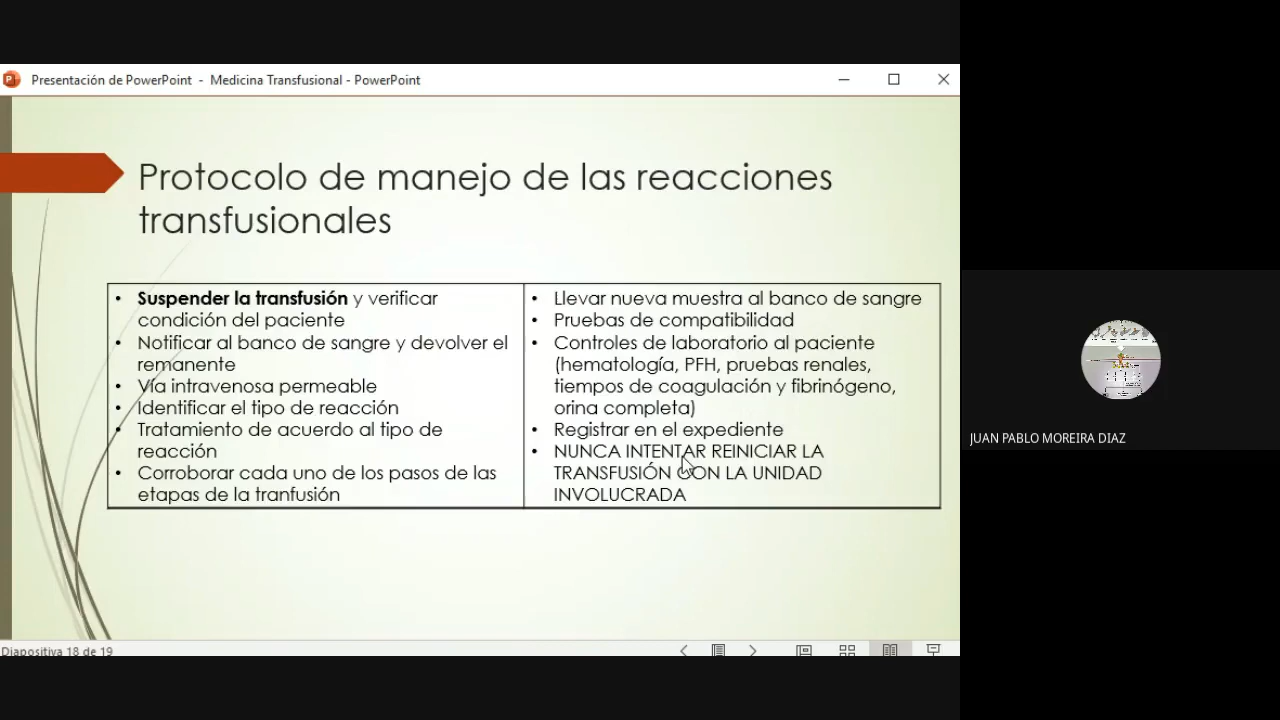 Presentación de PowerPoint - Medicina Transfusional - PowerPoint
Protocolo de manejo de las reacciones
transfusionales
• Suspender la transfusión y verificar
condición del paciente
• Notificar al banco de sangre y devolver el
remanente
• Vía intravenosa permeable
• Identificar el tipo de reacción
• Tratamiento de acuerdo al tipo de
reacción
• Corroborar cada uno de los pasos de las
etapas de la tranfusión
• Llevar nueva muestra al banco de sangre
• Pruebas de compatibilidad
• Controles de laboratorio al paciente
(hematología, PFH, pruebas renales,
tiempos de coagulación y fibrinógeno,
orina completa)
• Registrar en el expediente
• NUNCA INTENTAR REINICIAR LA
TRANSFUSIÓN CON LA UNIDAD
INVOLUCRADA
JUAN PABLO MOREIRA DIAZ
Diapositiva 18 de 19